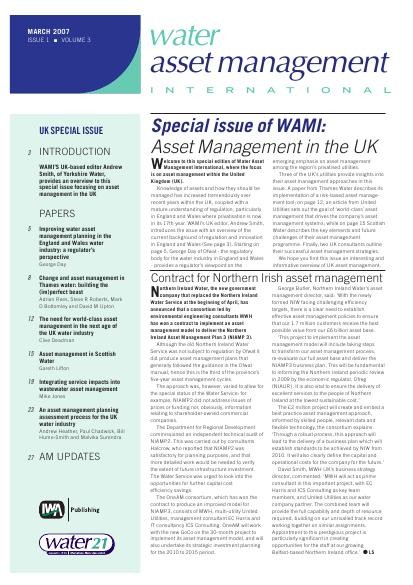 MARCH 2007
ISSUE 1 ■ VOLUME 3
water
asset management
INTERNATIONAL
UK SPECIAL ISSUE
3 INTRODUCTION
WAMI'S UK-based editor Andrew
Smith, of Yorkshire Water,
provides an overview to this
special issue focusing on asset
management in the UK
PAPERS
5 Improving water asset
management planning in the
England and Wales water
industry: a regulator's
perspective
George Day
8 Change and asset management in
Thames water: building the
(im)perfect beast
Adrian Rees, Steve R Roberts, Mark
D Bottomley and David M Upton
12 The need for world-class asset
management in the next age of
the UK water industry
Clive Deadman
15 Asset management in Scottish
Water
Gareth Lifton
19 Integrating service impacts into
wastewater asset management
Mike Jones
23 An asset management planning
assessment process for the UK
water industry
Andrew Heather, Paul Chadwick, Bill
Hume-Smith and Malvika Surendra
27 AM UPDATES
IWA Publishing
water21
Special issue of WAMI:
Asset Management in the UK
Welcome to this special edition of Water Asset
Management International, where the focus
is on asset management within the United
Kingdom (UK).
Knowledge of assets and how they should be
managed has increased tremendously over
recent years within the UK, coupled with a
mature understanding of regulation, particularly
in England and Wales where privatisation is now
in its 17th year. WAMI's UK editor, Andrew Smith,
introduces this issue with an overview of the
current background of regulation and innovation
in England and Wales (See page 3). Starting on
page 5, George Day of Ofwat - the regulatory
body for the water industry in England and Wales
- provides a regulator's viewpoint on the
emerging emphasis on asset management
among the region's privatised utilities.
Three of the UK's utilities provide insights into
their asset management approaches in this
issue. A paper from Thames Water describes its
implementation of a risk-based asset manage-
ment tool; on page 12, an article from United
Utilities sets out the goal of 'world-class' asset
management that drives the company's asset
management systems; while on page 15 Scottish
Water describes the key elements and future
challenges of their asset management
programme. Finally, two UK consultants outline
their successful asset management strategies.
We hope you find this issue an interesting and
informative overview of UK asset management.
Contract for Northern Irish asset management
Northern Ireland Water, the new government
company that replaced the Northern Ireland
Water Service at the beginning of April, has
announced that a consortium led by
environmental engineering consultants MWH
has won a contract to implement an asset
management model to deliver the Northern
Ireland Asset Management Plan 3 (NIAMP 3).
Although the old Northern Ireland Water
Service was not subject to regulation by Ofwat it
did produce asset management plans that
generally followed the guidance in the Ofwat
manual; hence this is the third of the province's
five-year asset management cycles.
The approach was, however, varied to allow for
the special status of the Water Service - for
example, NIAMP2 did not address issues of
prices or funding nor, obviously, information
relating to shareholder-owned commercial
companies.
The Department for Regional Development
commissioned an independent technical audit of
NIAMP2. This was carried out by consultants
Halcrow, who reported that NIAMP2 was
satisfactory for planning purposes, and that
more detailed work would be needed to verify
the extent of future infrastructure investment.
The Water Service was urged to look into the
opportunities for further capital cost
efficiency savings.
The OneAM consortium, which has won the
contract to produce an improved model for
NIAMP3, consists of MWH, multi-utility United
Utilities, management consultant EC Harris and
IT consultancy ICS Consulting. OneAM will work
with the new GoCo on the 30-month project to
implement its asset management model, and will
also undertake its strategic investment planning
for the 2010 to 2015 period.
George Butler, Northern Ireland Water's asset
management director, said: 'With the newly
formed NIW facing challenging efficiency
targets, there is a clear need to establish
effective asset management policies to ensure
that our 1.7 million customers receive the best
possible value from our £6 billion asset base.
'This project to implement the asset
management model will include taking steps
to transform our asset management process,
re-evaluate our full asset base and deliver the
NIAMP3 business plan. This will be fundamental
to informing the Northern Ireland periodic review
in 2009 by the economic regulator, Ofreg
(NIAUR). It is also vital to ensure the delivery of
excellent services to the people of Northern
Ireland at the lowest sustainable cost.'
The £12 million project will create and embed a
best practice asset management approach,
informed by skilled people, relevant data and
flexible technology, the consortium explains.
Through a robust process, this approach will
lead to the delivery of a business plan which will
establish standards to be achieved by NIW from
2010. It will also clearly define the capital and
operational costs for the company for the future.
David Smith, MWH UK's business strategy
director, commented: 'MWH will act as prime
consultant in this important project, with EC
Harris and ICS Consulting as key team
members, and United Utilities as our water
company partner. The combined team will
provide the full capability and depth of resource
required, building on our unrivalled track record
working together on similar assignments.
Appointment to this prestigious project is
particularly significant in creating
opportunities for the staff at our growing
Belfast-based Northern Ireland office.' ● LS